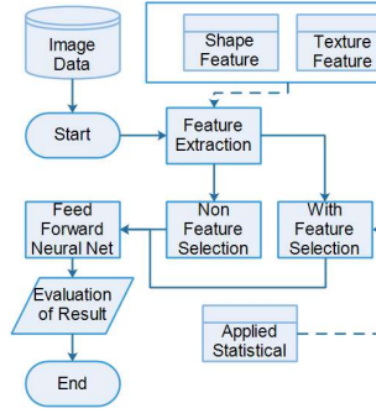 Image
Data
Shape
Feature
Texture
Feature
Start
Feature
Extraction
Feed
Forward
Neural Net
Non
Feature
Selection
With
Feature
Selection
Evaluation
of Result
Applied
Statistical
End